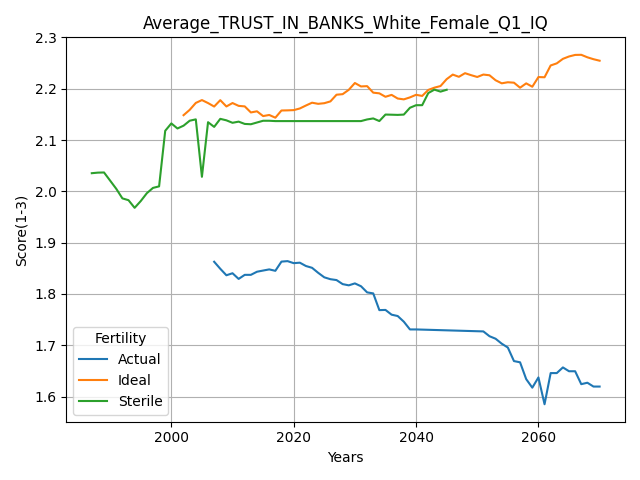 Average_TRUST_IN_BANKS_White_Female_Q1_IQ
Score(1-3)
2.3
2.2
2.1
2.0
1.9
1.8
1.7
1.6
Fertility
Actual
Ideal
Sterile
2000 2020 2040 2060
Years